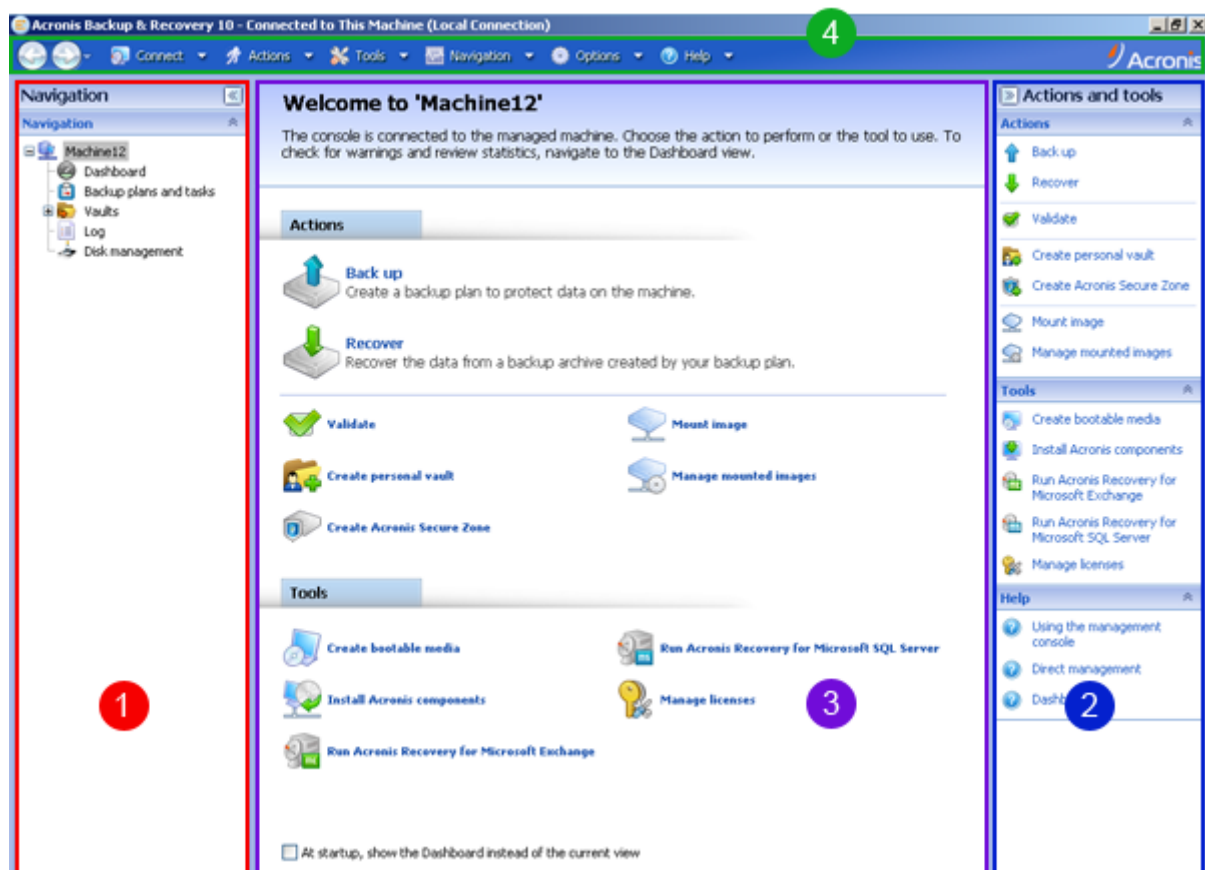 Acronis Backup & Recovery 10 - Connected to This Machine (Local Connection)
4
Connect
Actions
Tools
Navigation
Options
Help
Acronis
Navigation
Navigation
Machine12
Dashboard
Backup plans and tasks
Vaults
Log
Disk management
1
Welcome to 'Machine12'
The console is connected to the managed machine. Choose the action to perform or the tool to use. To
check for warnings and review statistics, navigate to the Dashboard view.
Actions
Back up
Create a backup plan to protect data on the machine.
Recover
Recover the data from a backup archive created by your backup plan.
Validate
Mount image
Create personal vault
Manage mounted images
Create Acronis Secure Zone
Tools
Create bootable media
Run Acronis Recovery for Microsoft SQL Server
Install Acronis components
Manage licenses
3
Run Acronis Recovery for Microsoft Exchange
At startup, show the Dashboard instead of the current view
Actions and tools
Actions
Back up
Recover
Validate
Create personal vault
Create Acronis Secure Zone
Mount image
Manage mounted images
Tools
Create bootable media
Install Acronis components
Run Acronis Recovery for
Microsoft Exchange
Run Acronis Recovery for
Microsoft SQL Server
Manage licenses
Help
Using the management
console
Direct management
2